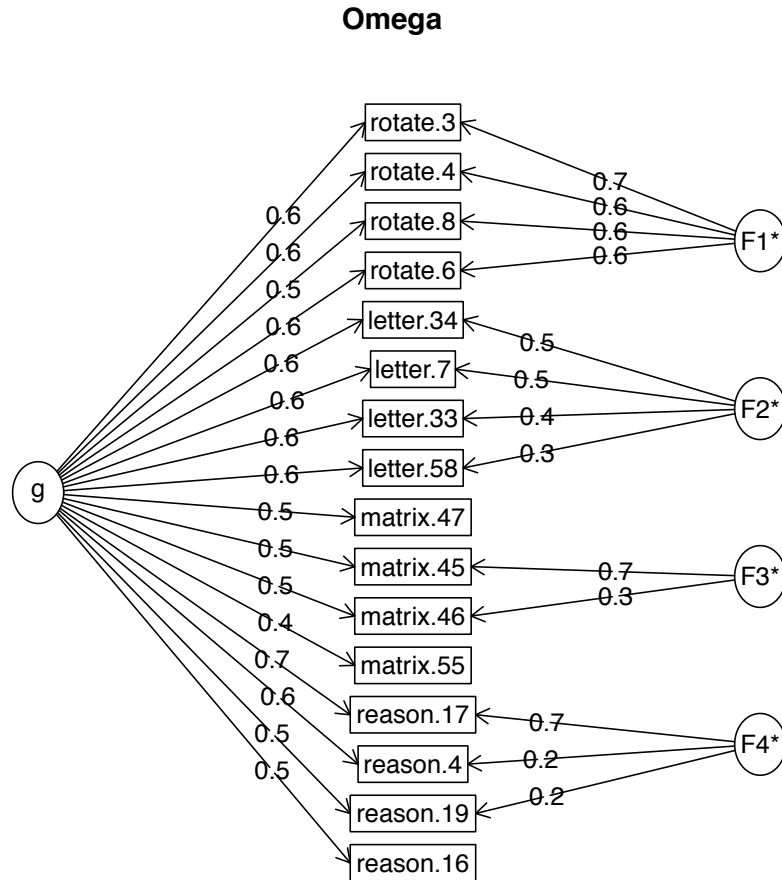 Omega
rotate.3
rotate.4
rotate.8
rotate.6
letter.34
letter.7
letter.33
letter.58
matrix.47
matrix.45
matrix.46
matrix.55
reason.17
reason.4
reason.19
reason.16
g
0.6
0.6
0.5
0.6
0.6
0.6
0.6
0.6
0.5
0.5
0.5
0.4
0.7
0.6
0.5
0.5
F1*
0.7
0.6
0.6
0.6
F2*
0.5
0.5
0.4
0.3
F3*
0.7
0.3
F4*
0.7
0.2
0.2